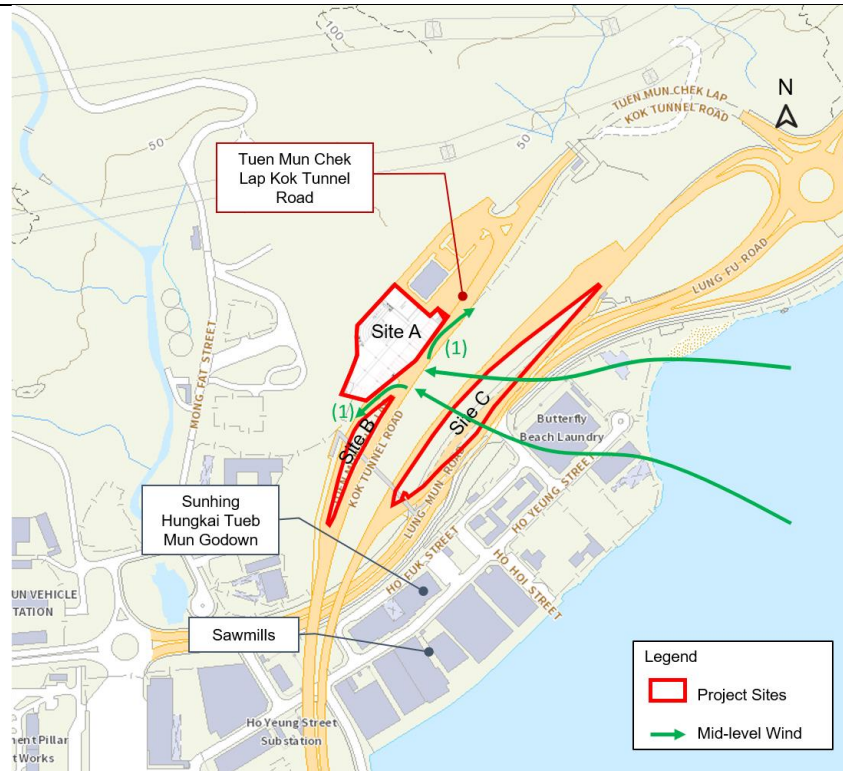 100
N
TUEN MUN CHEK LAP
KOK TUNNEL ROAD
50
50
Tuen Mun Chek
Lap Kok Tunnel
Road
LUNG FU ROAD
Site A
(1)
MONG FAT STREET
(1)
Site B
KOK TUNNEL ROAD
Site C
LUNG MUN ROAD
Butterfly
Beach Laundry
HO YEUNG STREET
Sunhing
Hungkai Tueb
Mun Godown
HO FUK STREET
HO HOI STREET
UN VEHICLE
TATION
Sawmills
Legend
Project Sites
Mid-level Wind
Ho Yeung Street
Substation
ment Pillar
t Works